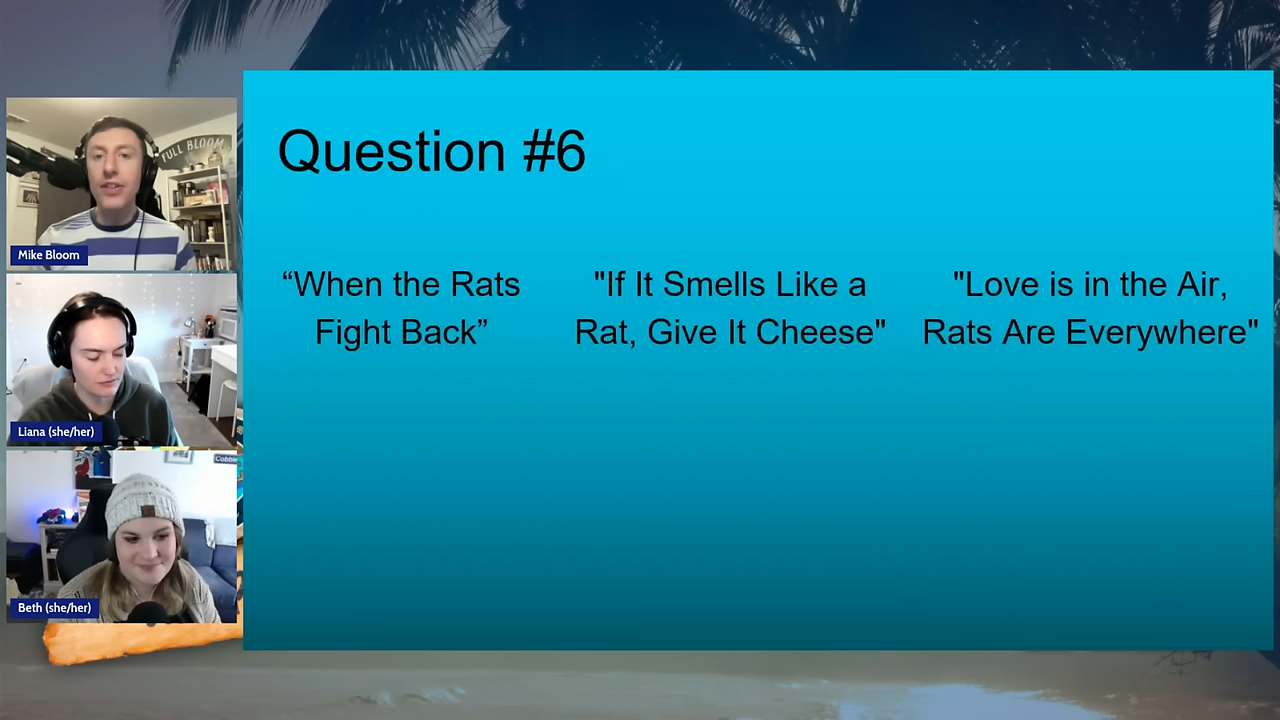 Question #6
“When the Rats
Fight Back”
"If It Smells Like a
Rat, Give It Cheese"
"Love is in the Air,
Rats Are Everywhere"
FULL BLOOM
Mike Bloom
Liana (she/her)
Beth (she/her)